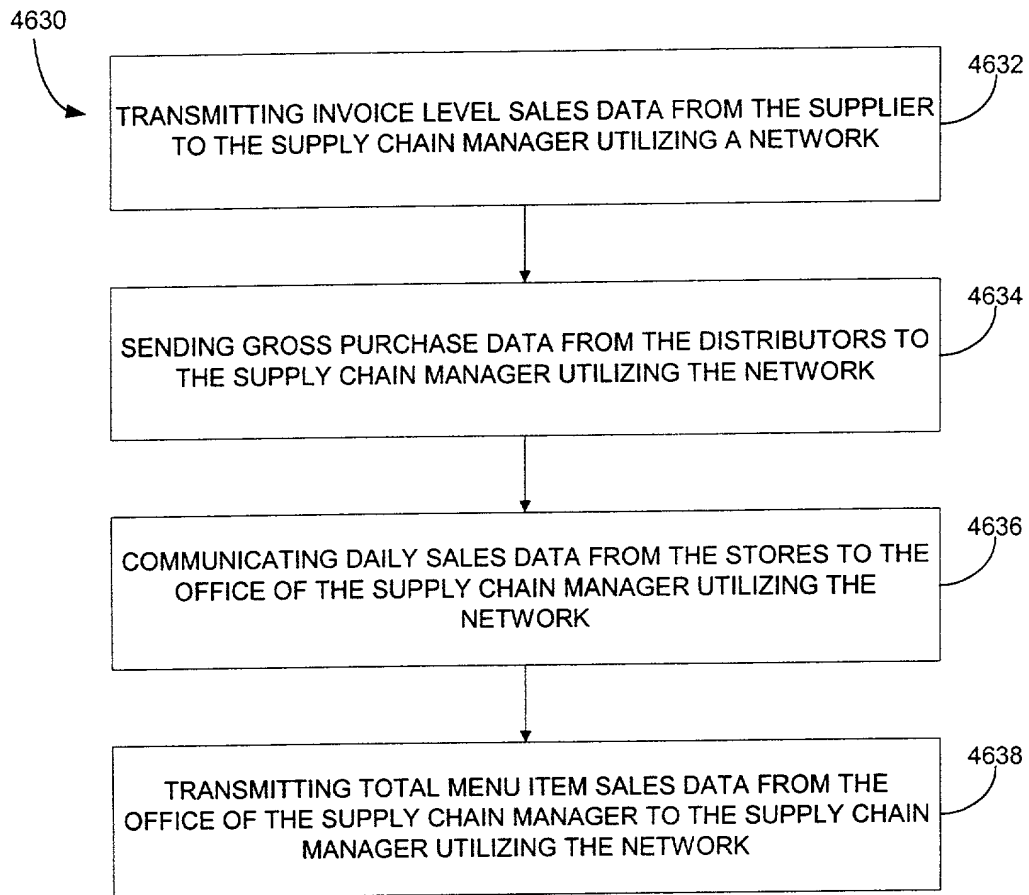 4630
4632
TRANSMITTING INVOICE LEVEL SALES DATA FROM THE SUPPLIER
TO THE SUPPLY CHAIN MANAGER UTILIZING A NETWORK
4634
SENDING GROSS PURCHASE DATA FROM THE DISTRIBUTORS TO
THE SUPPLY CHAIN MANAGER UTILIZING THE NETWORK
4636
COMMUNICATING DAILY SALES DATA FROM THE STORES TO THE
OFFICE OF THE SUPPLY CHAIN MANAGER UTILIZING THE
NETWORK
4638
TRANSMITTING TOTAL MENU ITEM SALES DATA FROM THE
OFFICE OF THE SUPPLY CHAIN MANAGER TO THE SUPPLY CHAIN
MANAGER UTILIZING THE NETWORK